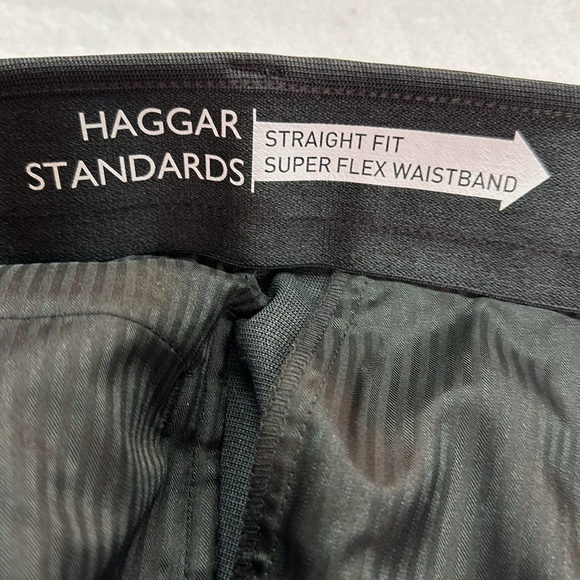 HAGGAR
STANDARDS
STRAIGHT FIT
SUPER FLEX WAISTBAND